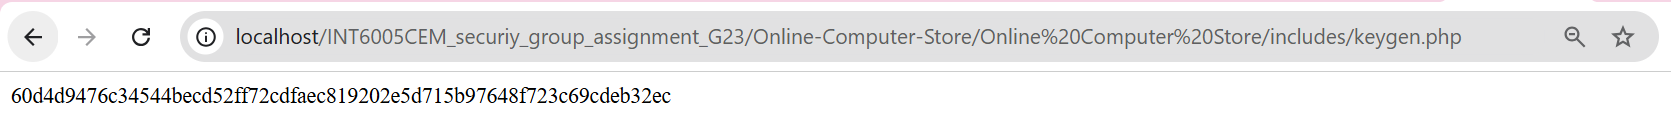 localhost/INT6005CEM_securiy_group_assignment_G23/Online-Computer-Store/Online%20Computer%20Store/includes/keygen.php
60d4d9476c34544becd52ff72cdfaec819202e5d715b97648f723c69cdeb32ec